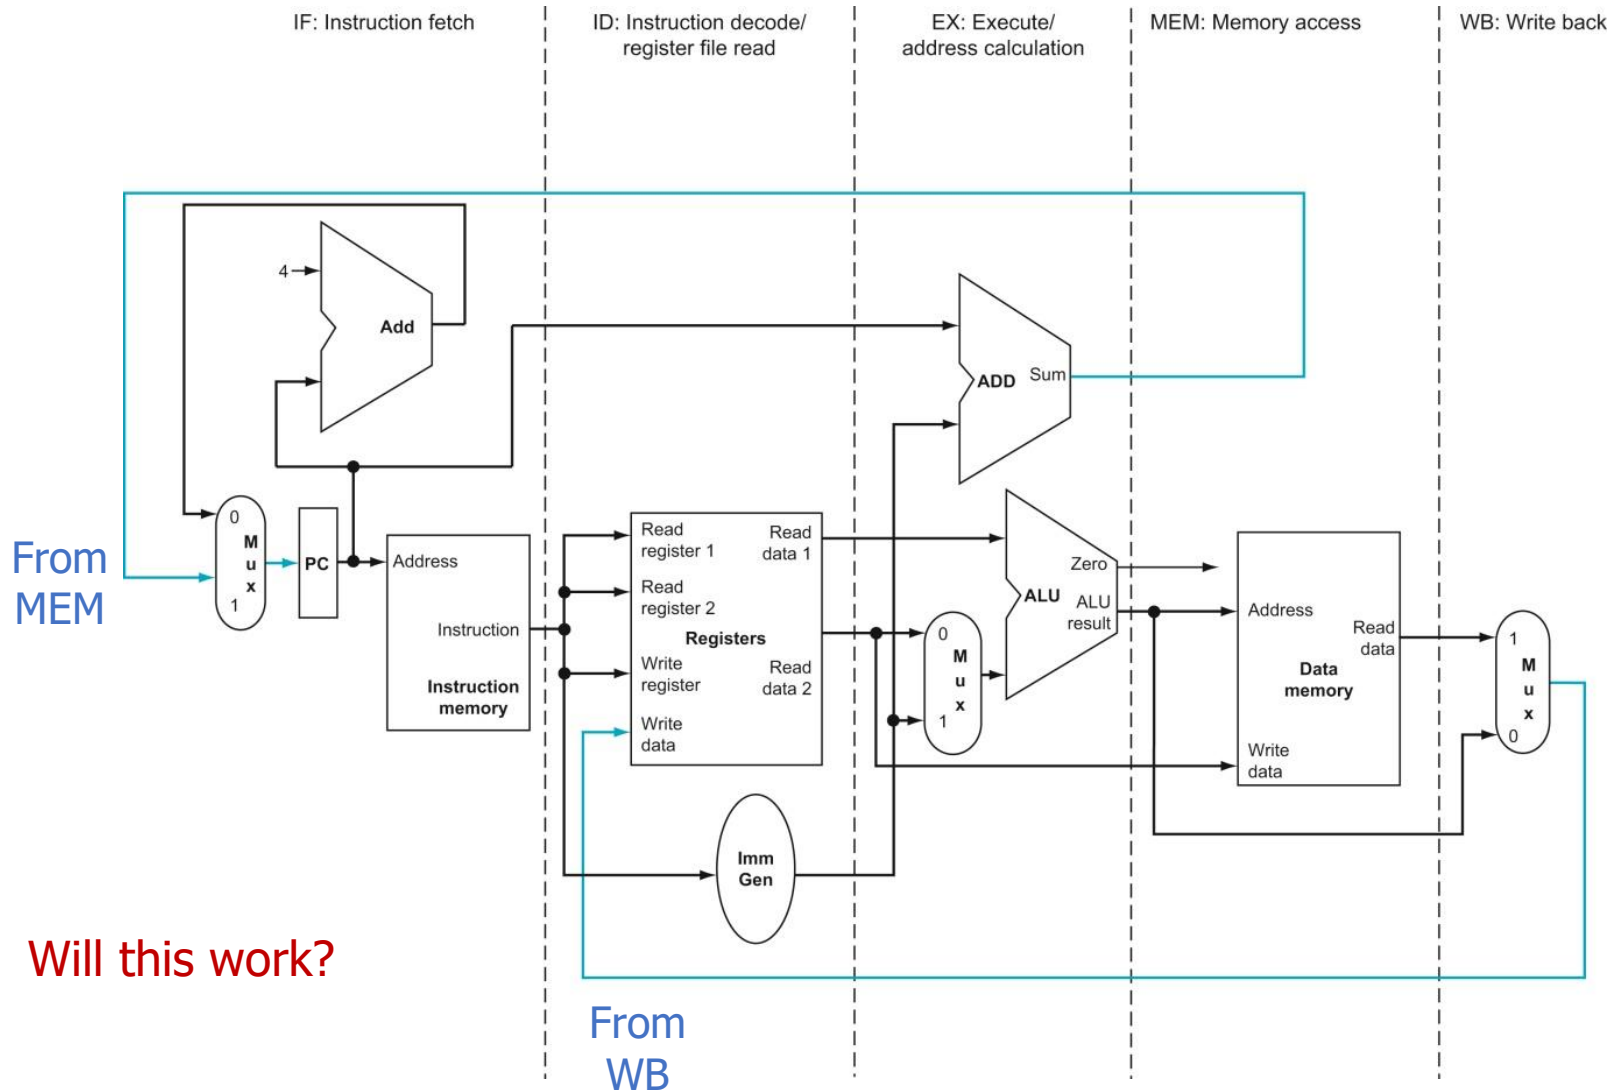 IF: Instruction fetch
ID: Instruction decode/
register file read
EX: Execute/
address calculation
MEM: Memory access
WB: Write back
4
Add
ADD
Sum
From
MEM
0
M
u
x
1
PC
Address
Instruction
Instruction
memory
Read
register 1
Read
register 2
Write
register
Write
data
Registers
Read
data 1
Read
data 2
Imm
Gen
0
M
u
x
1
Zero
ALU
ALU
result
Address
Read
data
Data
memory
Write
data
1
M
u
x
0
Will this work?
From
WB